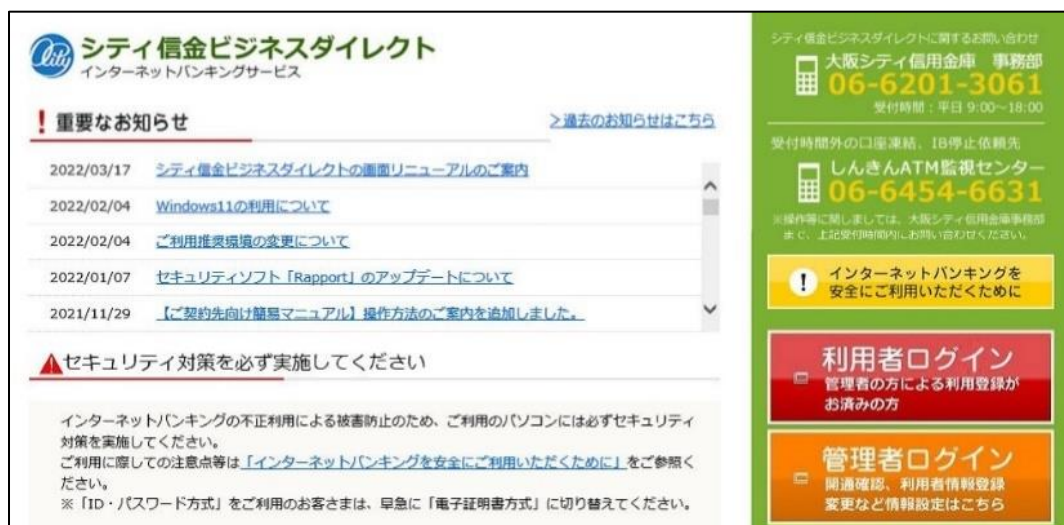 City
シティ信金ビジネスダイレクト
インターネットバンキングサービス
! 重要なお知らせ
＞過去のお知らせはこちら
2022/03/17 シティ信金ビジネスダイレクトの画面リニューアルのご案内
2022/02/04 Windows11の利用について
2022/02/04 ご利用推奨環境の変更について
2022/01/07 セキュリティソフト「Rapport」のアップデートについて
2021/11/29 【ご契約先向け簡易マニュアル】操作方法のご案内を追加しました。
セキュリティ対策を必ず実施してください
インターネットバンキングの不正利用による被害防止のため、ご利用のパソコンには必ずセキュリティ
対策を実施してください。
ご利用に際しての注意点等は「インターネットバンキングを安全にご利用いただくために」をご参照く
ださい。
※「ID・パスワード方式」をご利用のお客さまは、早急に「電子証明書方式」に切り替えてください。
シティ信金ビジネスダイレクトに関するお問い合わせ
大阪シティ信用金庫 事務部
06-6201-3061
受付時間：平日 9:00～18:00
受付時間外の口座凍結、IB停止依頼先
しんきんATM監視センター
06-6454-6631
※操作等に関しましては、大阪シティ信用金庫事務部
まで、上記受付時間内にお問い合わせください。
! インターネットバンキングを
安全にご利用いただくために
利用者ログイン
管理者の方による利用登録が
お済みの方
管理者ログイン
開通確認、利用者情報登録
変更など情報設定はこちら